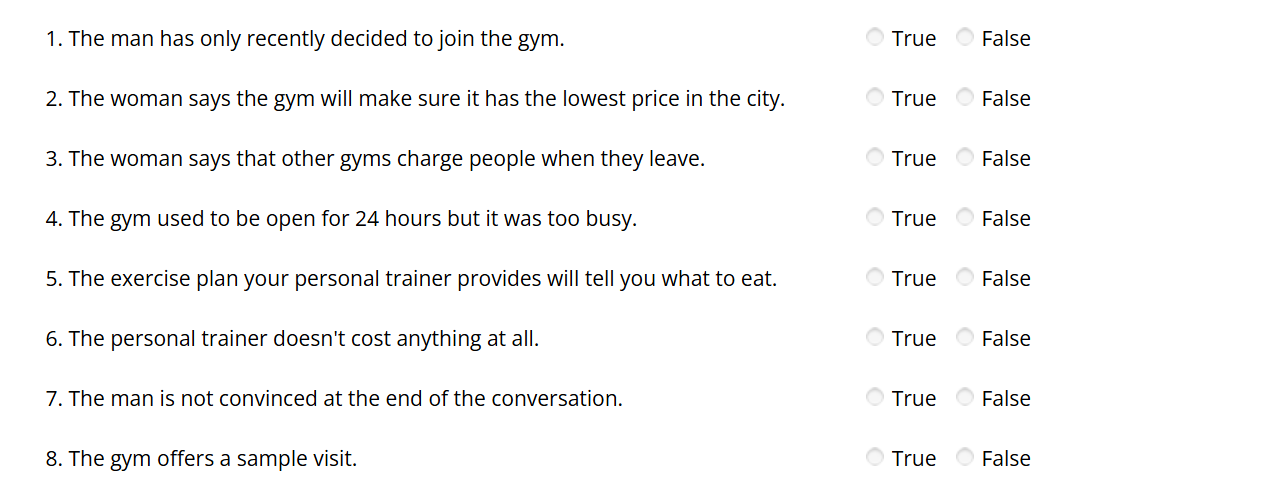 1. The man has only recently decided to join the gym. True False
2. The woman says the gym will make sure it has the lowest price in the city. True False
3. The woman says that other gyms charge people when they leave. True False
4. The gym used to be open for 24 hours but it was too busy. True False
5. The exercise plan your personal trainer provides will tell you what to eat. True False
6. The personal trainer doesn't cost anything at all. True False
7. The man is not convinced at the end of the conversation. True False
8. The gym offers a sample visit. True False